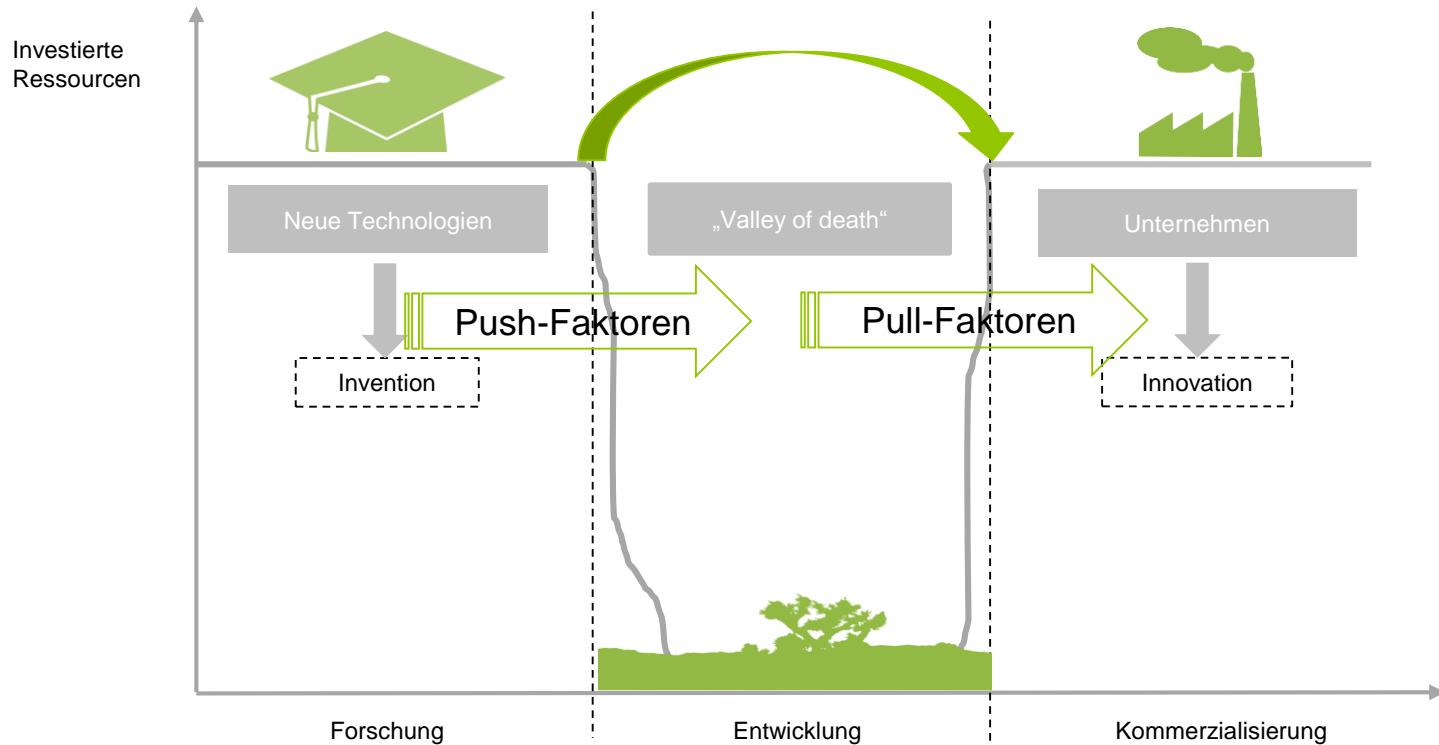 Investierte
Ressourcen
Neue Technologien
„Valley of death“
Unternehmen
Push-Faktoren
Pull-Faktoren
Invention
Innovation
Forschung
Entwicklung
Kommerzialisierung